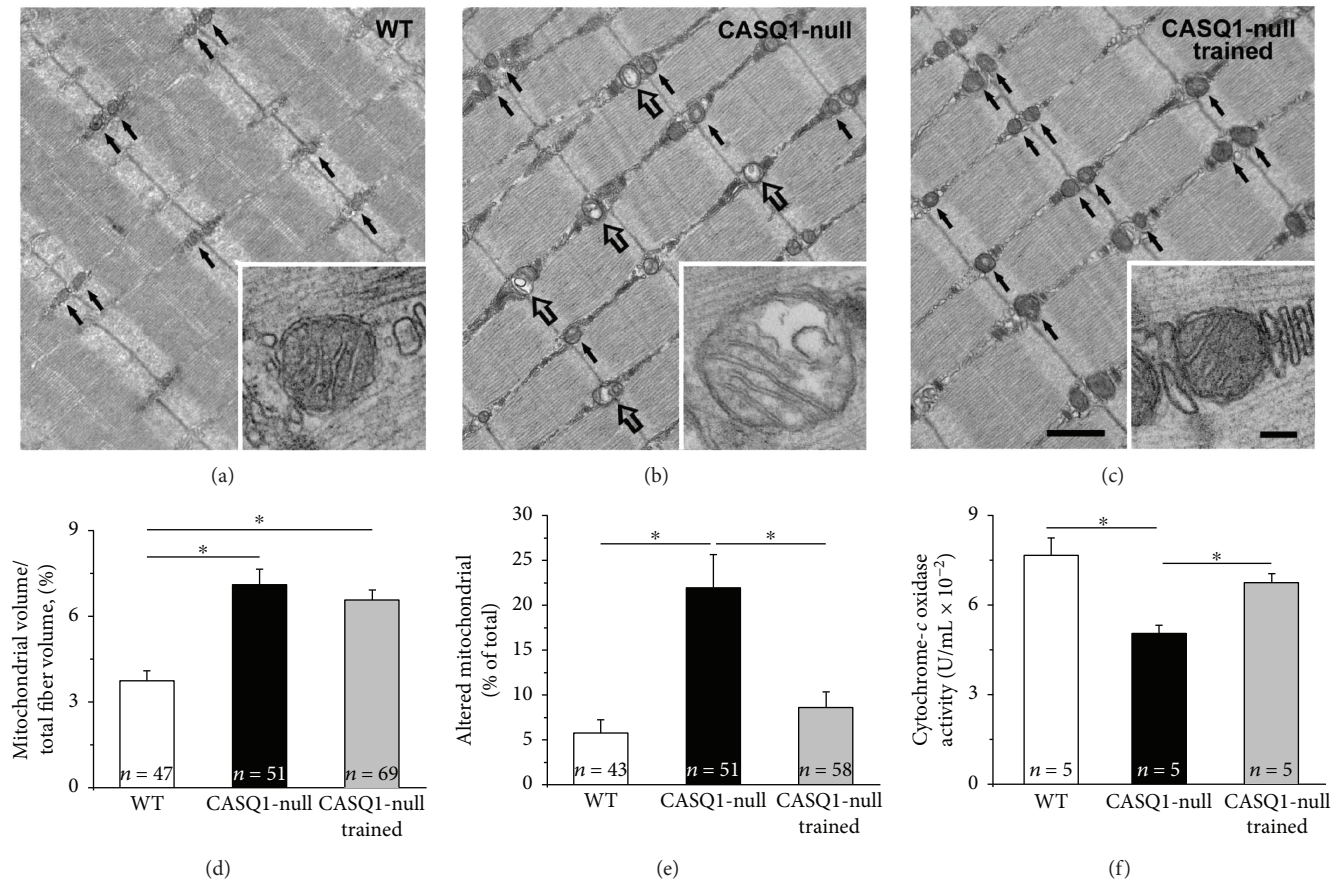 WT
CASQ1-null
CASQ1-null
trained
(a)
(b)
(c)
Mitochondrial volume/
total fiber volume, (%)
9
6
3
0
*
*
n = 47
n = 51
n = 69
WT
CASQ1-null
CASQ1-null
trained
(d)
Altered mitochondrial
(% of total)
30
25
20
15
10
5
0
*
*
n = 43
n = 51
n = 58
WT
CASQ1-null
CASQ1-null
trained
(e)
Cytochrome-c oxidase
activity (U/mL × 10⁻²)
9
6
3
0
*
*
n = 5
n = 5
n = 5
WT
CASQ1-null
CASQ1-null
trained
(f)